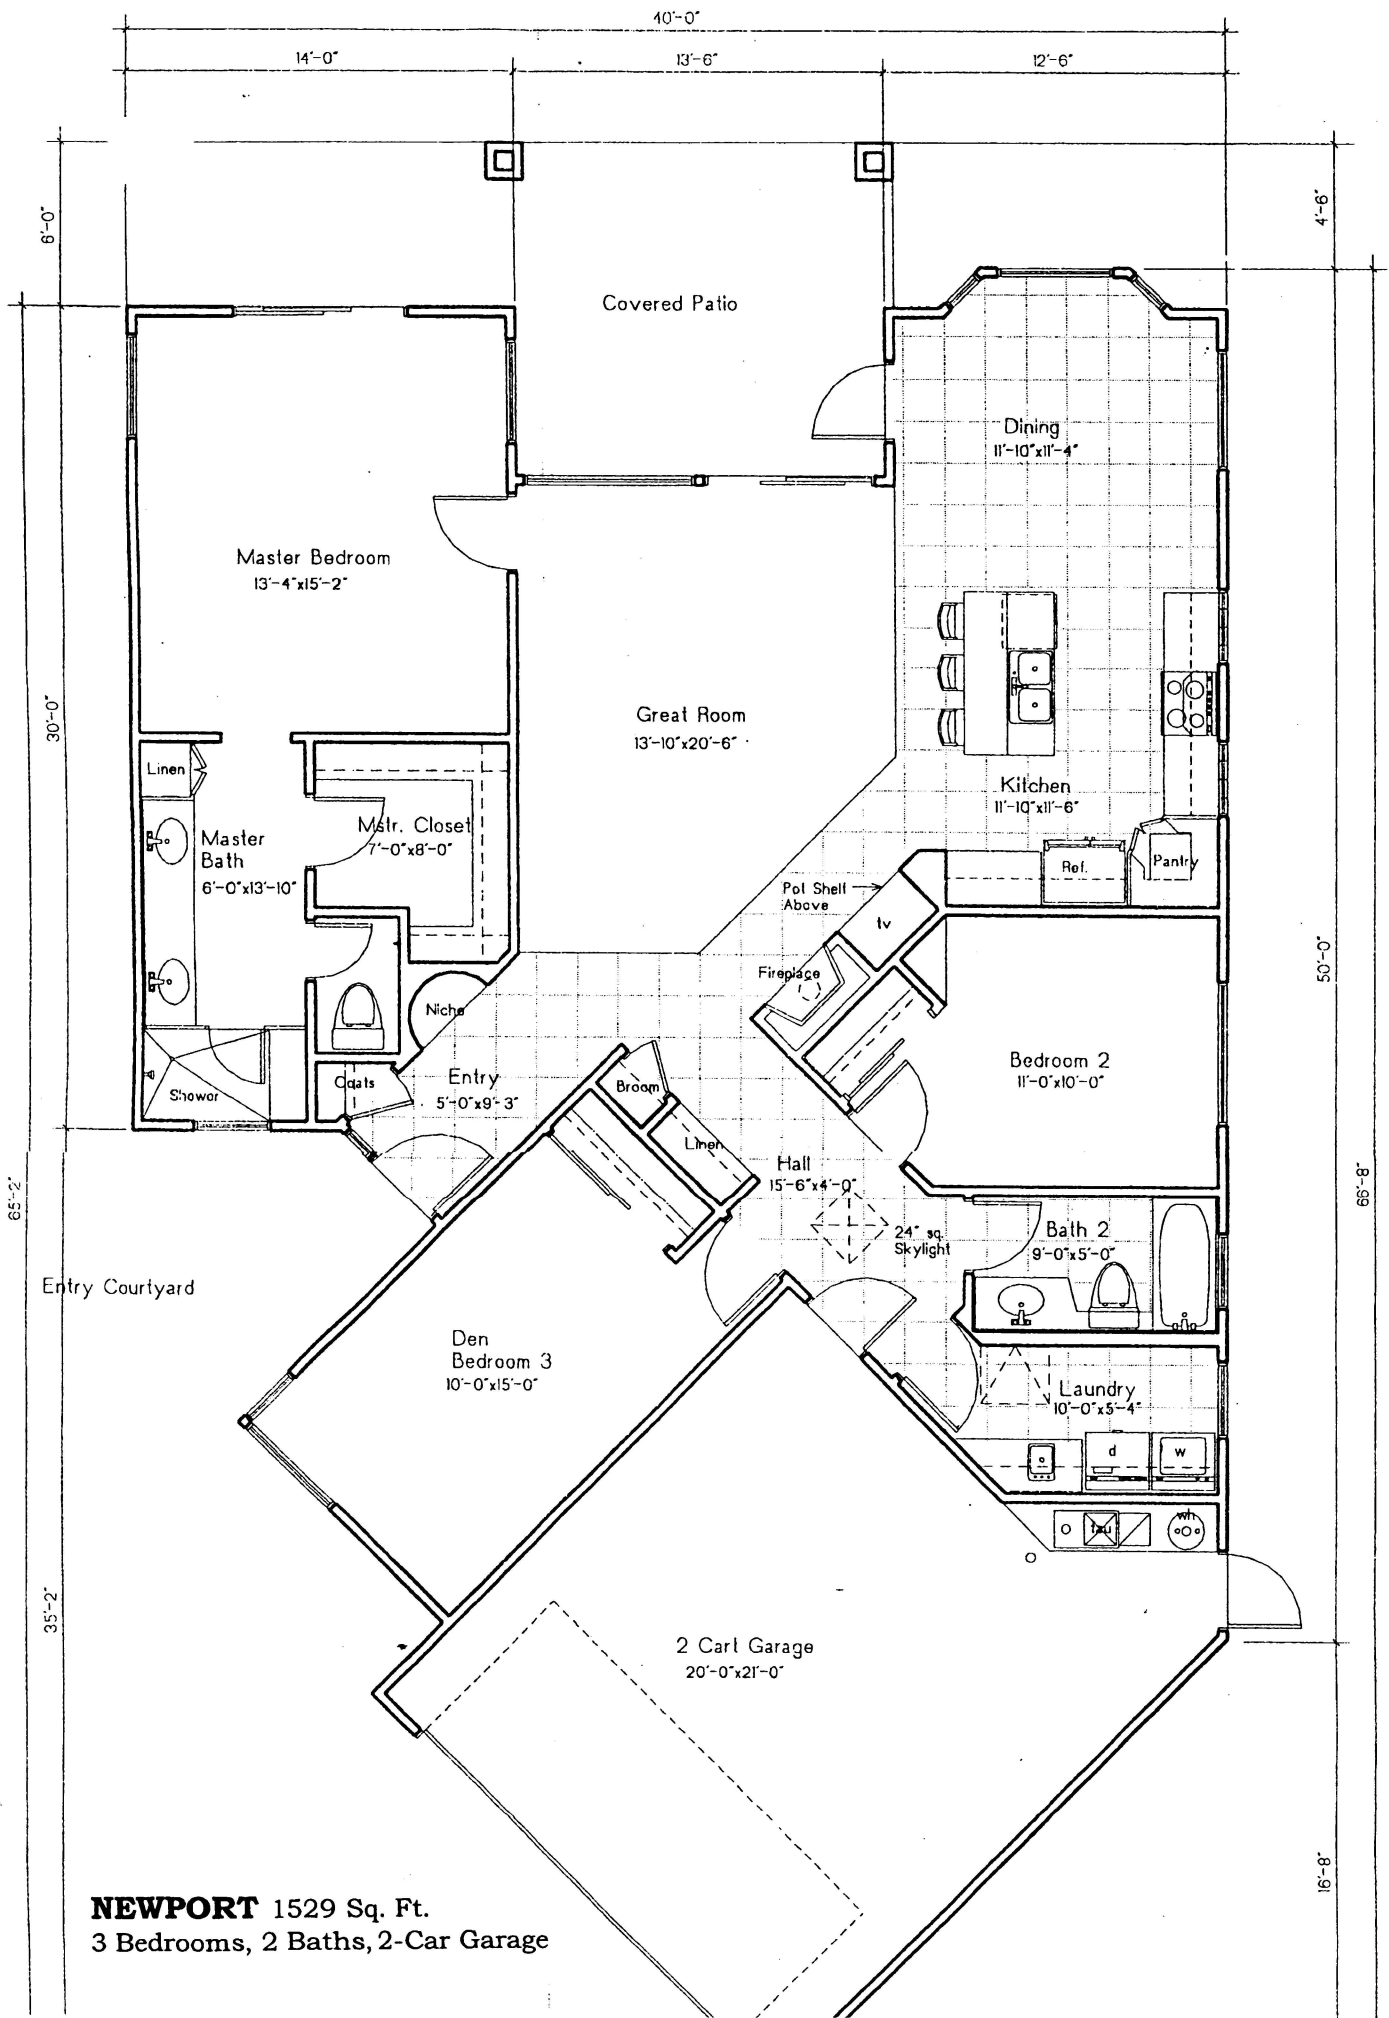 40'-0"
14'-0"
13'-6"
12'-6"
6'-0"
4'-6"
Covered Patio
Dining
11'-10"x11'-4"
Master Bedroom
13'-4"x15'-2"
30'-0"
Great Room
13'-10"x20'-6"
Kitchen
11'-10"x11'-6"
Linen
Master
Bath
6'-0"x13'-10"
Mstr. Closet
7'-0"x8'-0"
Ref.
Pantry
Pot Shelf
Above
tv
Fireplace
50'-0"
Niche
Bedroom 2
11'-0"x10'-0"
Coats
Entry
5'-0"x9'-3"
Broom
Shower
Linen
Hall
15'-6"x4'-0"
65'-2"
66'-8"
24" sq.
Skylight
Bath 2
9'-0"x5'-0"
Entry Courtyard
Den
Bedroom 3
10'-0"x15'-0"
Laundry
10'-0"x5'-4"
d
w
fau
wh
35'-2"
2 Cart Garage
20'-0"x21'-0"
16'-8"
NEWPORT 1529 Sq. Ft.
3 Bedrooms, 2 Baths, 2-Car Garage